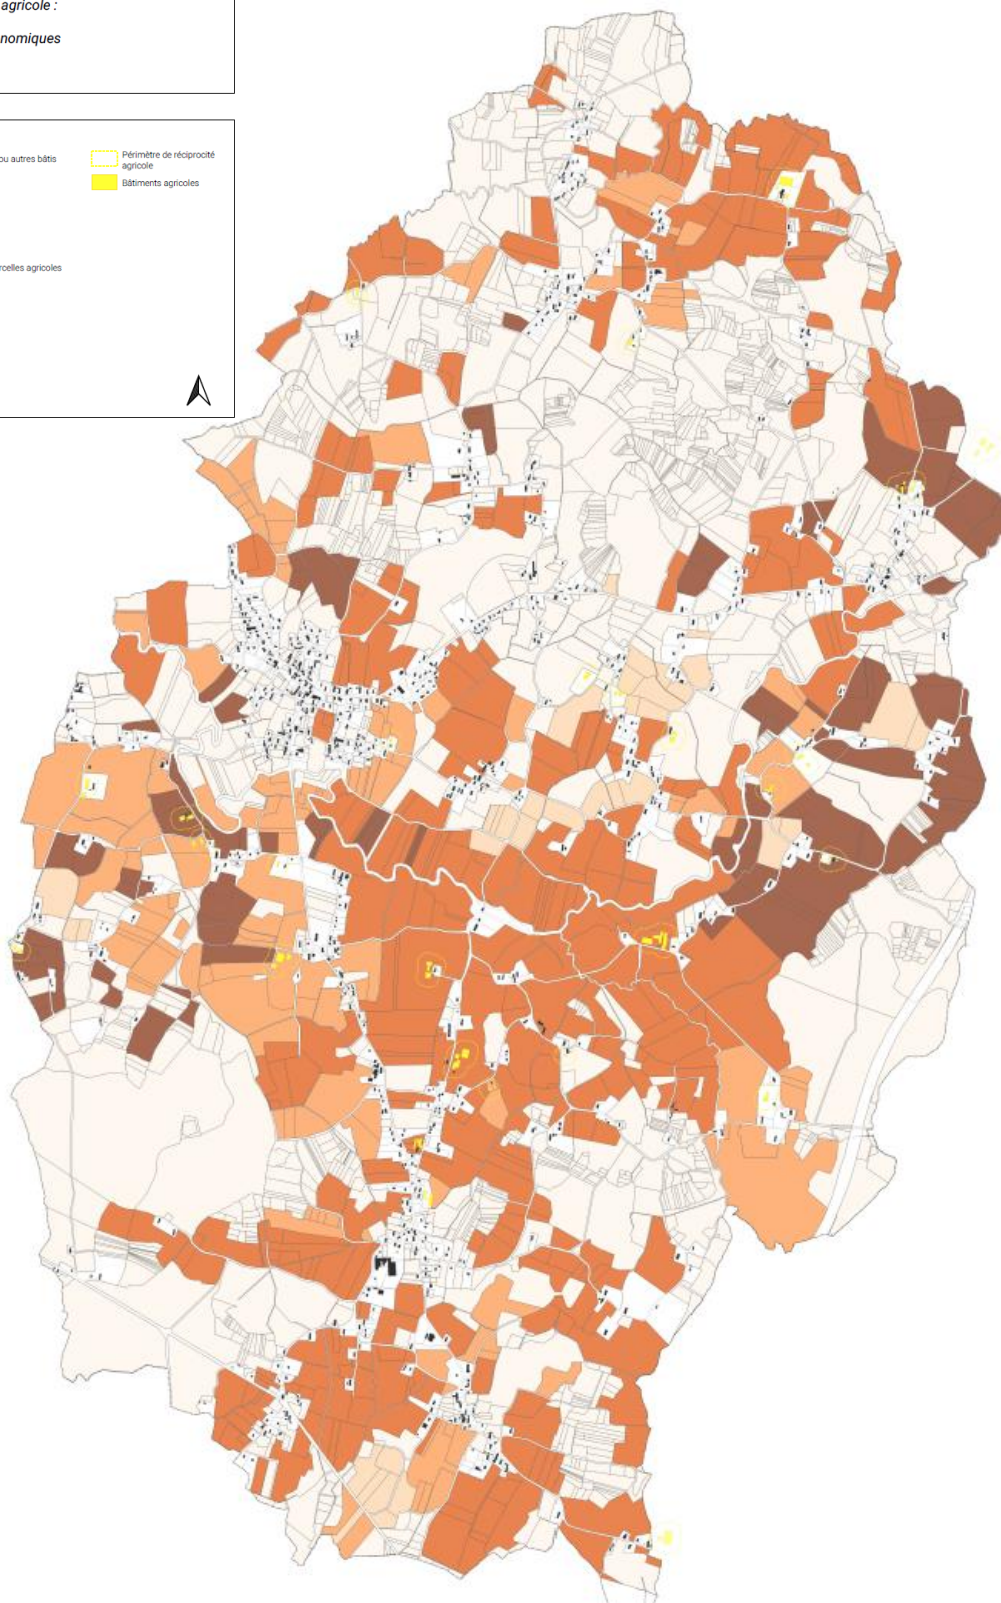 agricole :
nomiques
ou autres bâtis
Périmètre de réciprocité
agricole
Bâtiments agricoles
rcelles agricoles